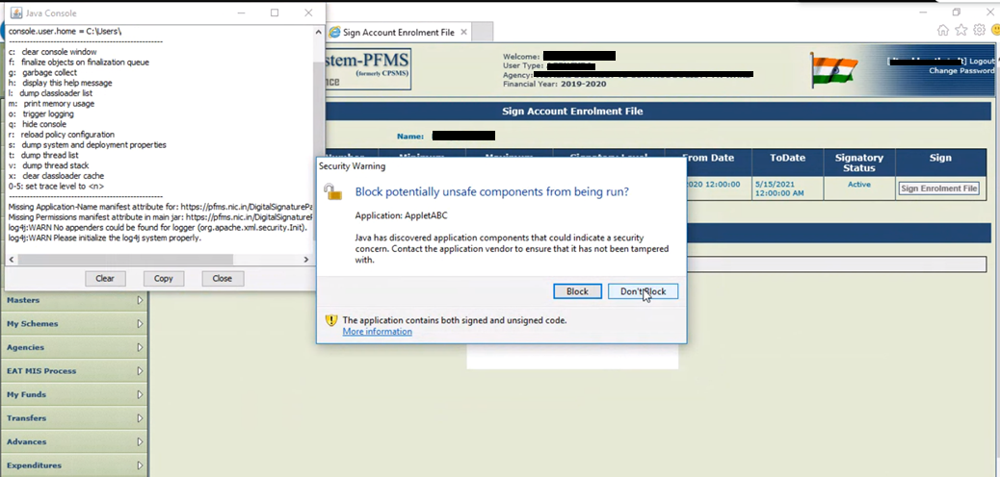 Java Console
console.user.home = C:\Users\
----------------------------------------------------
c: clear console window
f: finalize objects on finalization queue
g: garbage collect
h: display this help message
l: dump classloader list
m: print memory usage
o: trigger logging
q: hide console
r: reload policy configuration
s: dump system and deployment properties
t: dump thread list
v: dump thread stack
x: clear classloader cache
0-5: set trace level to <n>
----------------------------------------------------
Missing Application-Name manifest attribute for: https://pfms.nic.in/DigitalSignaturePa
Missing Permissions manifest attribute in main jar: https://pfms.nic.in/DigitalSignatureF
log4j:WARN No appenders could be found for logger (org.apache.xml.security.Init).
log4j:WARN Please initialize the log4j system properly.
Clear
Copy
Close
Sign Account Enrolment File
stem-PFMS
(formerly CPSMS)
nce
Welcome:
User Type:
Agency:
Financial Year: 2019-2020
Logout
Change Password
Sign Account Enrolment File
Name:
Number Minimum Maximum Signatory Level From Date ToDate Signatory Status Sign
2020 12:00:00
5/15/2021
12:00:00 AM
Active
Sign Enrolment File
Security Warning
Block potentially unsafe components from being run?
Application: AppletABC
Java has discovered application components that could indicate a security
concern. Contact the application vendor to ensure that it has not been tampered
with.
Block
Don't Block
The application contains both signed and unsigned code.
More information
Masters
My Schemes
Agencies
EAT MIS Process
My Funds
Transfers
Advances
Expenditures